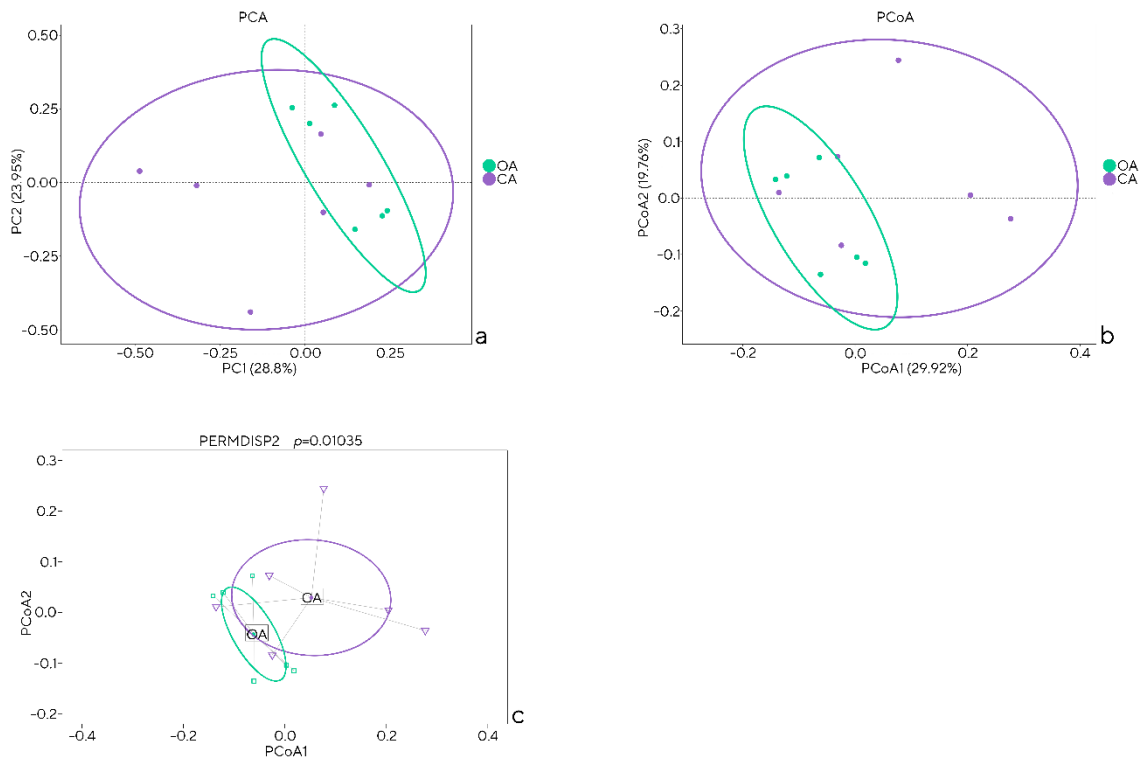 PCA
0.50
0.25
0.00
−0.25
−0.50
PC2 (23.95%)
−0.50
−0.25
0.00
0.25
PC1 (28.8%)
OA
CA
a
PCoA
0.3
0.2
0.1
0.0
−0.1
−0.2
PCoA2 (19.76%)
−0.2
0.0
0.2
0.4
PCoA1 (29.92%)
OA
CA
b
PERMDISP2 p=0.01035
0.3
0.2
0.1
0.0
−0.1
−0.2
PCoA2
OA
OA
−0.4
−0.2
0.0
0.2
0.4
PCoA1
c